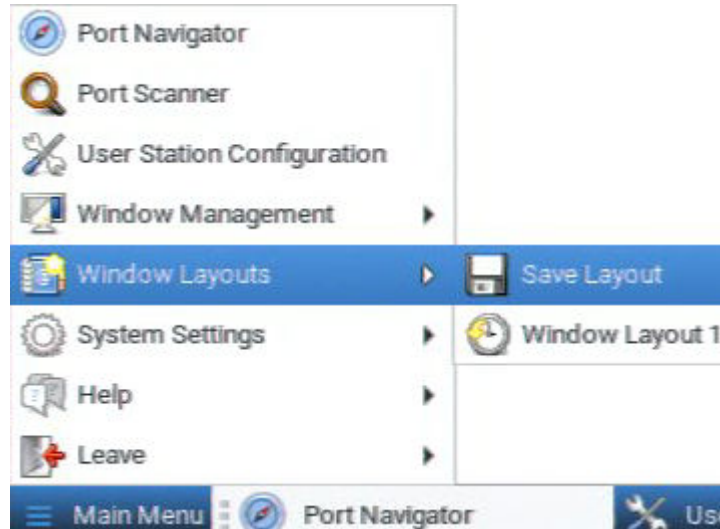 Port Navigator
Port Scanner
User Station Configuration
Window Management
Window Layouts
Save Layout
System Settings
Window Layout 1
Help
Leave
Main Menu
Port Navigator